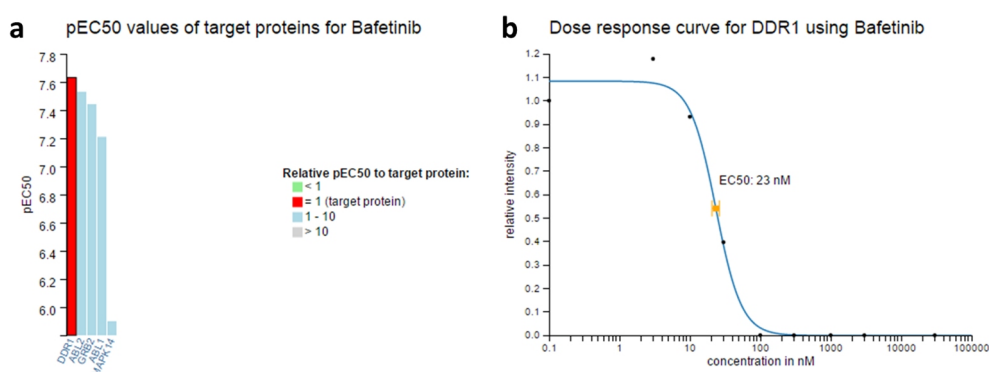 a
pEC50 values of target proteins for Bafetinib
pEC50
7.8
7.6
7.4
7.2
7.0
6.8
6.6
6.4
6.2
6.0
DDR1
ABL2
GRB2
ABL1
MAPK14
Relative pEC50 to target protein:
< 1
= 1 (target protein)
1 - 10
> 10
b
Dose response curve for DDR1 using Bafetinib
relative intensity
1.2
1.1
1.0
0.9
0.8
0.7
0.6
0.5
0.4
0.3
0.2
0.1
0.0
EC50: 23 nM
0.1
1
10
100
1000
10000
100000
concentration in nM